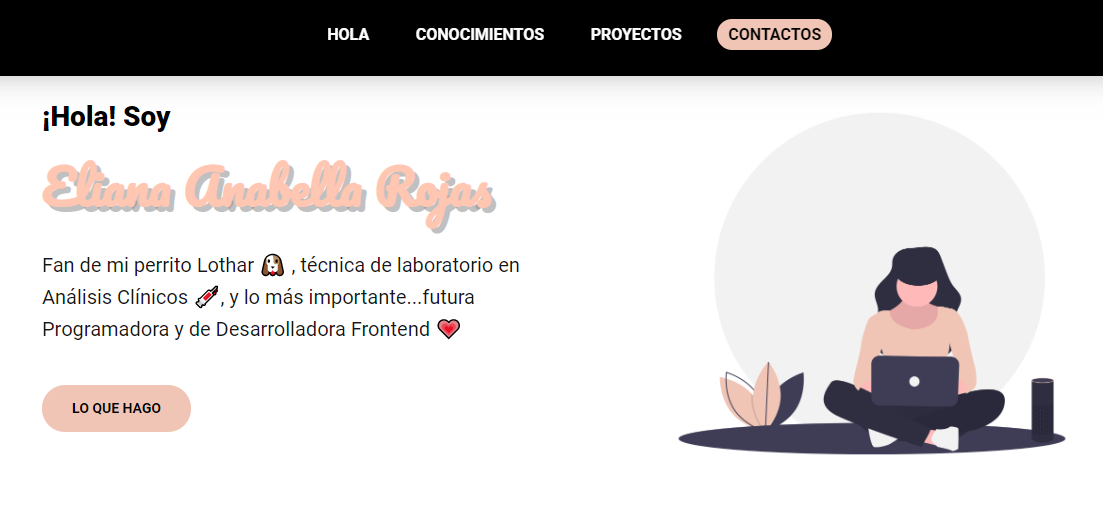 HOLA CONOCIMIENTOS PROYECTOS CONTACTOS
¡Hola! Soy
Eliana Anabella Rojas
Fan de mi perrito Lothar 🐶 , técnica de laboratorio en
Análisis Clínicos 💉, y lo más importante...futura
Programadora y de Desarrolladora Frontend 💗
LO QUE HAGO